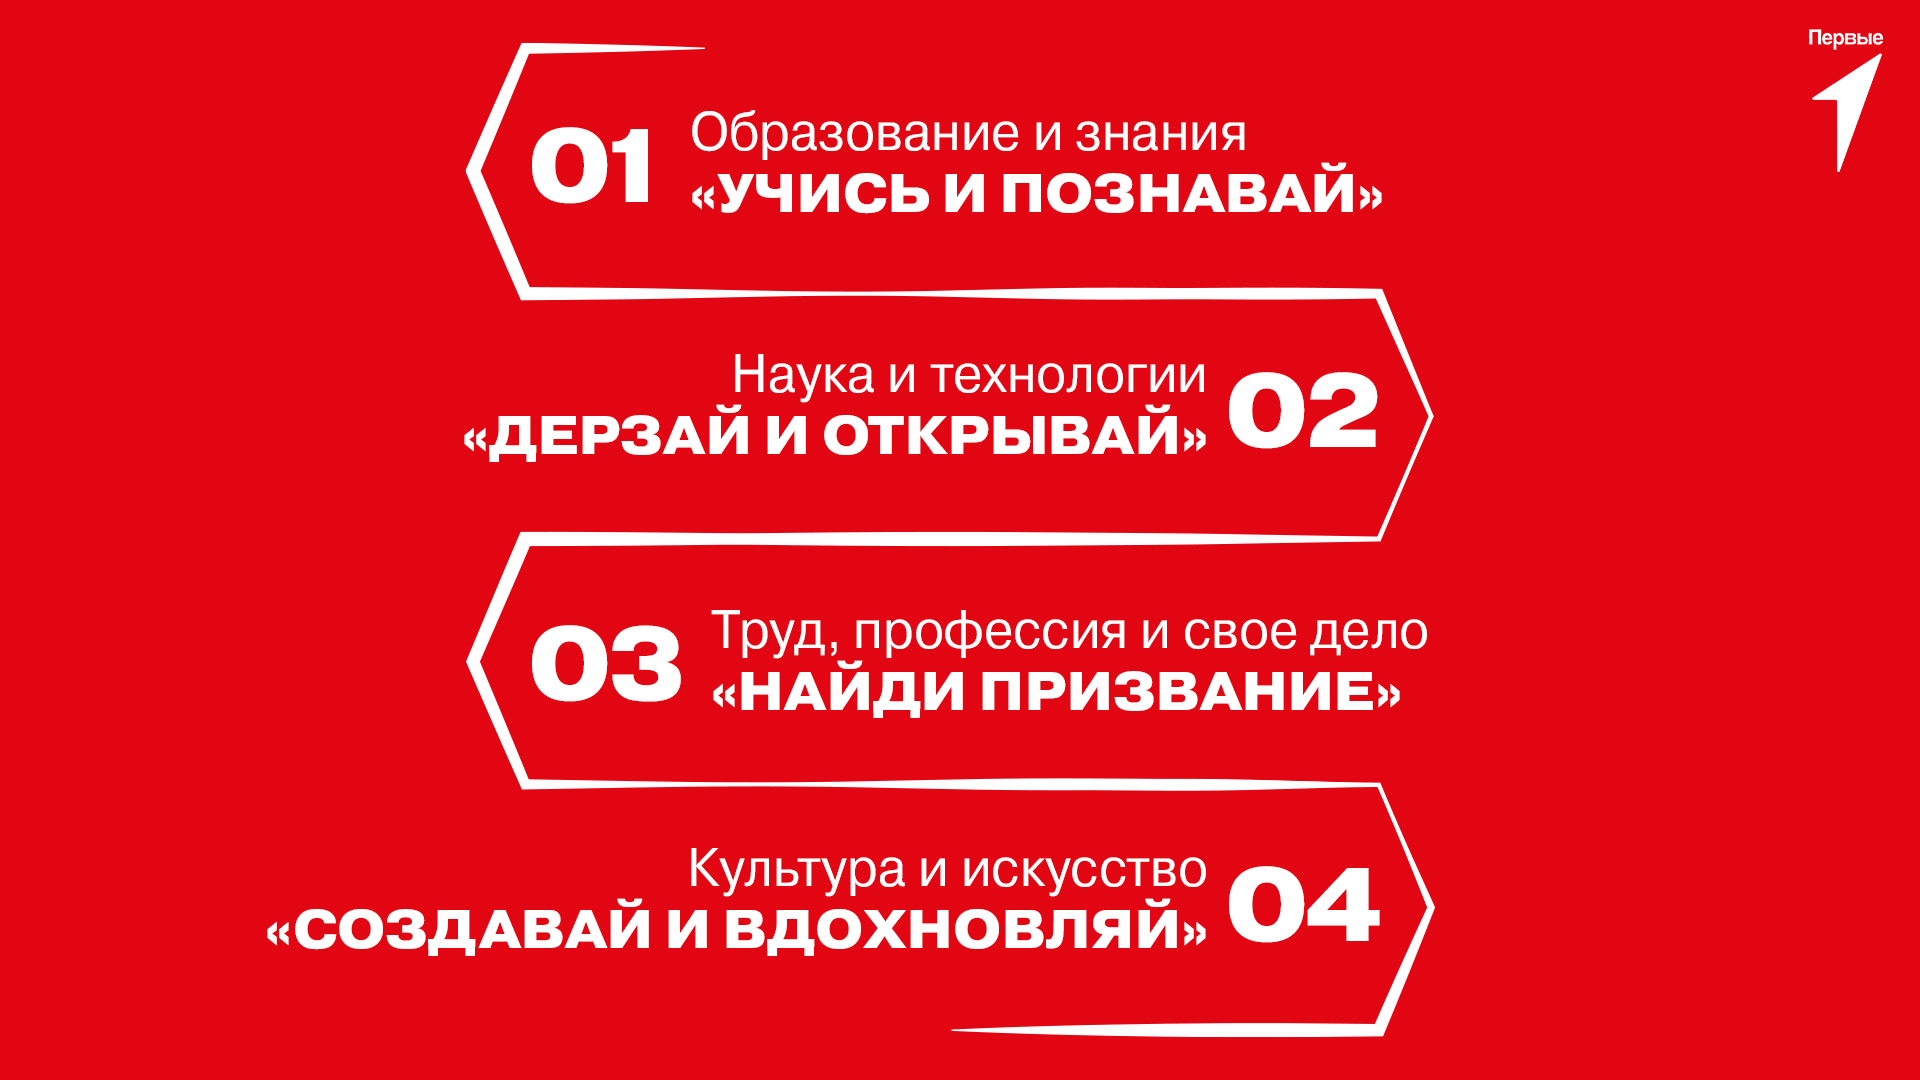 Первые
01
Образование и знания
«УЧИСЬ И ПОЗНАВАЙ»
Наука и технологии
«ДЕРЗАЙ И ОТКРЫВАЙ»
02
03
Труд, профессия и свое дело
«НАЙДИ ПРИЗВАНИЕ»
Культура и искусство
«СОЗДАВАЙ И ВДОХНОВЛЯЙ»
04